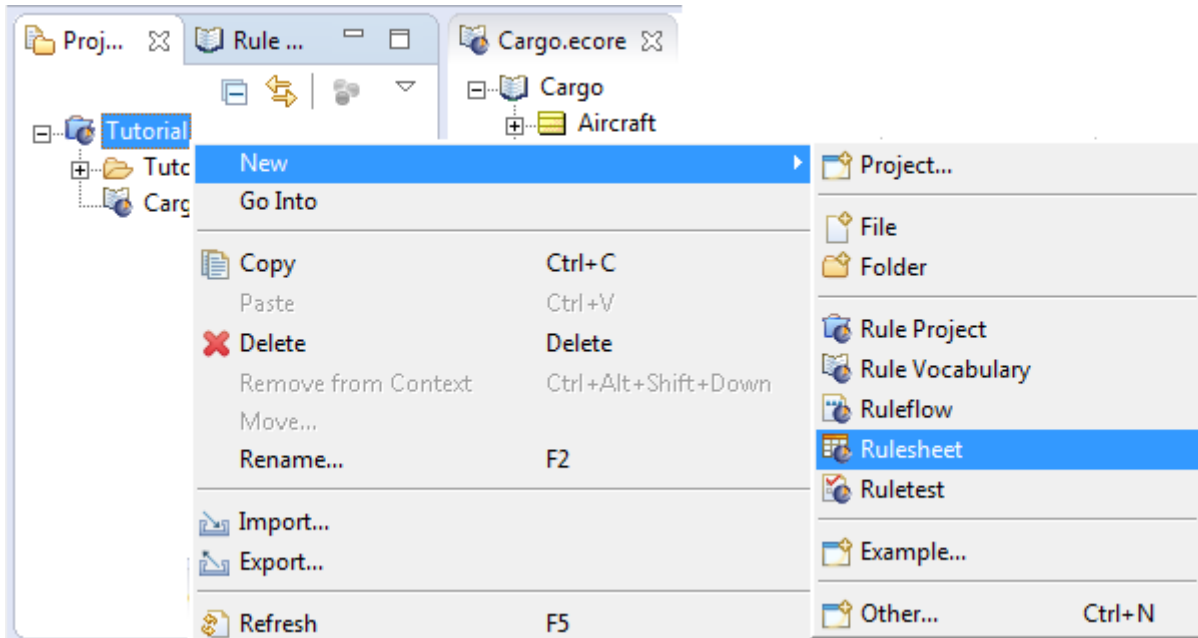 Proj...
Rule ...
Cargo.ecore
Cargo
Aircraft
Tutorial
Tutc
Carg
New
Go Into
Copy Ctrl+C
Paste Ctrl+V
Delete Delete
Remove from Context Ctrl+Alt+Shift+Down
Move...
Rename... F2
Import...
Export...
Refresh F5
Project...
File
Folder
Rule Project
Rule Vocabulary
Ruleflow
Rulesheet
Ruletest
Example...
Other... Ctrl+N